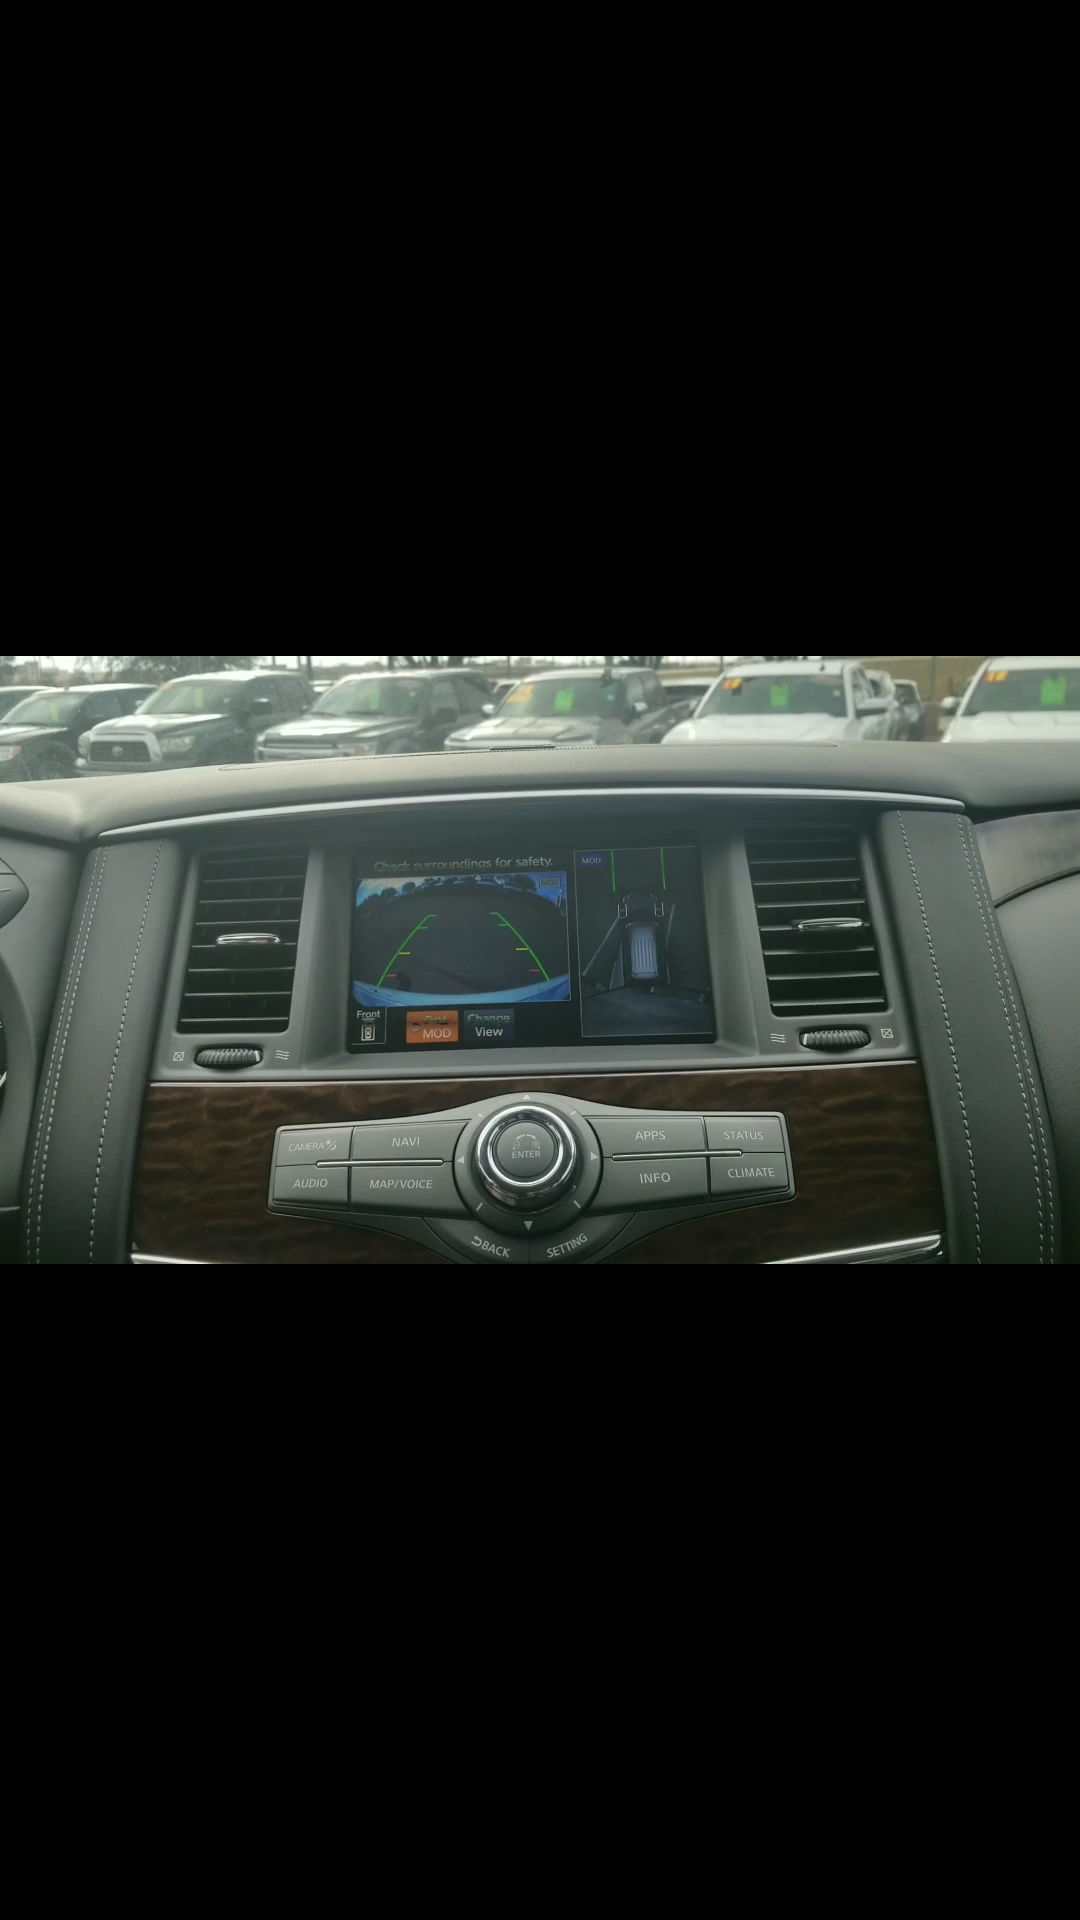 Check surroundings for safety.
MOD
MOD
Front
MOD
Change
View
CAMERA
NAVI
AUDIO
MAP/VOICE
ENTER
APPS
STATUS
INFO
CLIMATE
BACK
SETTING